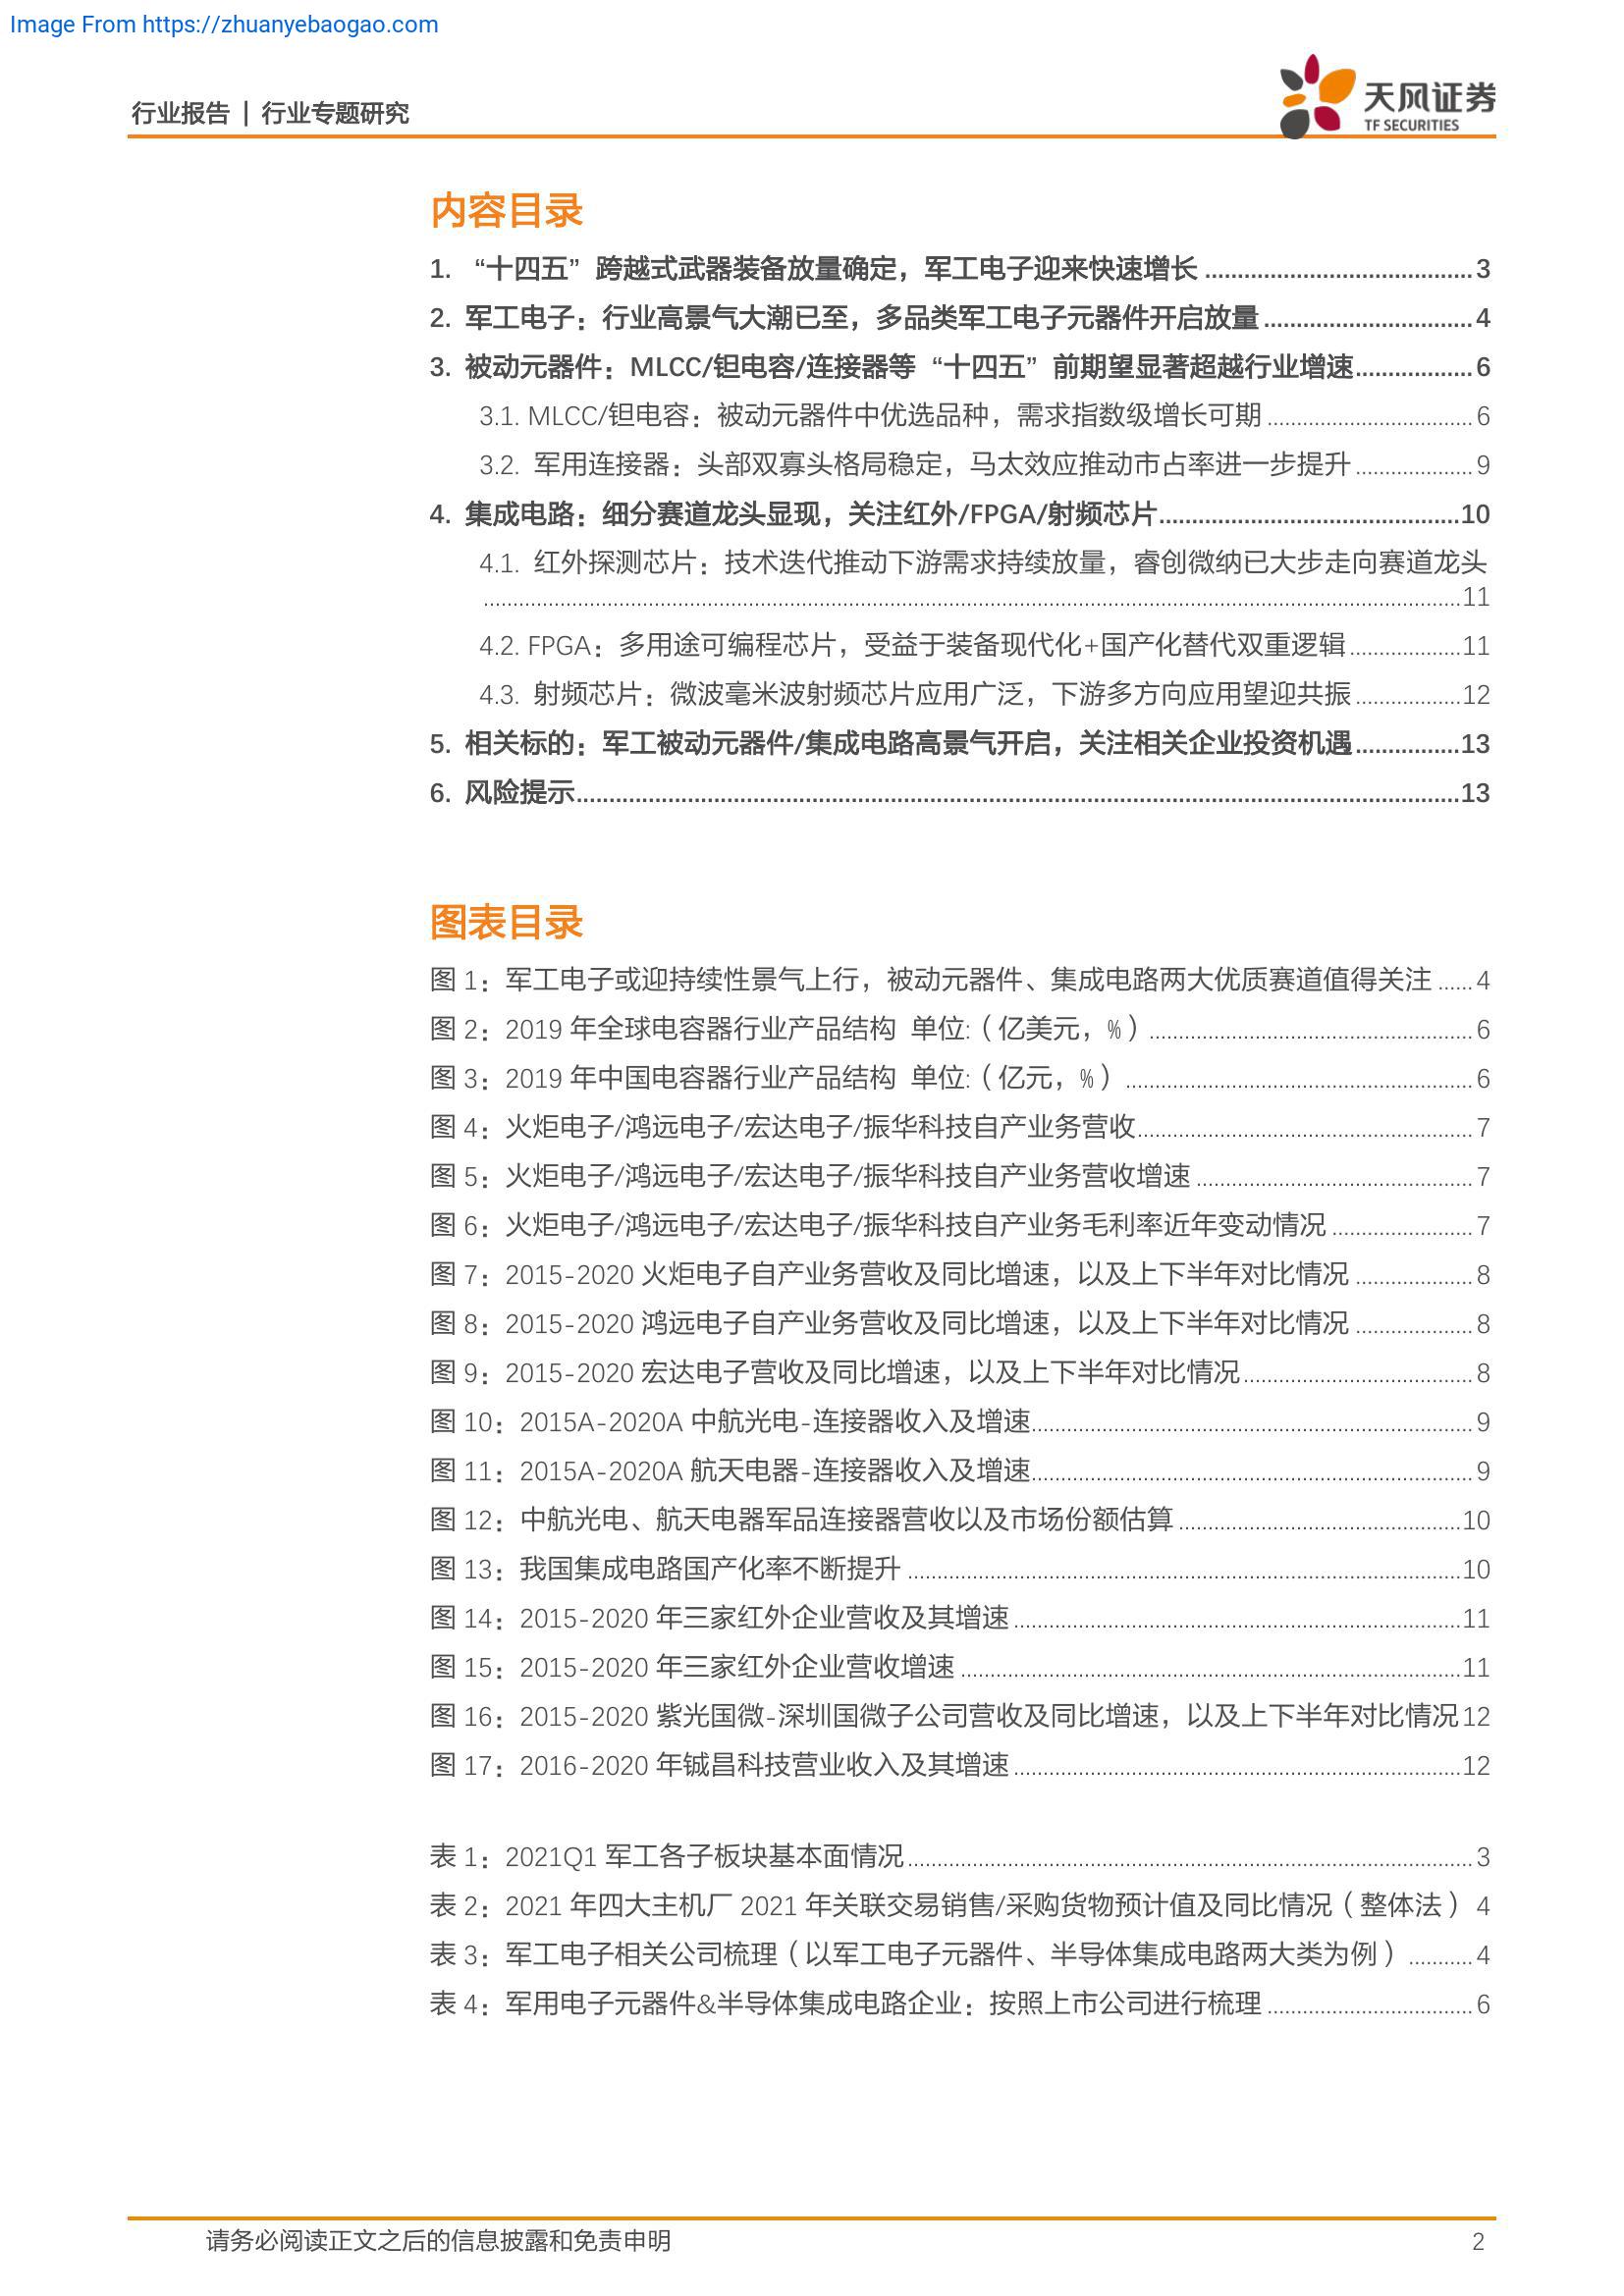 Image From https://zhuanyebaogao.com
行业报告 | 行业专题研究
天风证券
TF SECURITIES
内容目录
1. “十四五”跨越式武器装备放量确定，军工电子迎来快速增长 ........................................ 3
2. 军工电子：行业高景气大潮已至，多品类军工电子元器件开启放量 ................................ 4
3. 被动元器件：MLCC/钽电容/连接器等“十四五”前期望显著超越行业增速.................. 6
3.1. MLCC/钽电容：被动元器件中优选品种，需求指数级增长可期 ................................... 6
3.2. 军用连接器：头部双寡头格局稳定，马太效应推动市占率进一步提升 .................... 9
4. 集成电路：细分赛道龙头显现，关注红外/FPGA/射频芯片..............................................10
4.1. 红外探测芯片：技术迭代推动下游需求持续放量，睿创微纳已大步走向赛道龙头
......................................................................................................................................................................11
4.2. FPGA：多用途可编程芯片，受益于装备现代化+国产化替代双重逻辑...................11
4.3. 射频芯片：微波毫米波射频芯片应用广泛，下游多方向应用望迎共振..................12
5. 相关标的：军工被动元器件/集成电路高景气开启，关注相关企业投资机遇................13
6. 风险提示.......................................................................................................................................13
图表目录
图 1：军工电子或迎持续性景气上行，被动元器件、集成电路两大优质赛道值得关注 ...... 4
图 2：2019 年全球电容器行业产品结构 单位:（亿美元，%）....................................................... 6
图 3：2019 年中国电容器行业产品结构 单位:（亿元，%）........................................................... 6
图 4：火炬电子/鸿远电子/宏达电子/振华科技自产业务营收......................................................... 7
图 5：火炬电子/鸿远电子/宏达电子/振华科技自产业务营收增速 ............................................... 7
图 6：火炬电子/鸿远电子/宏达电子/振华科技自产业务毛利率近年变动情况 ........................ 7
图 7：2015-2020 火炬电子自产业务营收及同比增速，以及上下半年对比情况 .................... 8
图 8：2015-2020 鸿远电子自产业务营收及同比增速，以及上下半年对比情况 .................... 8
图 9：2015-2020 宏达电子营收及同比增速，以及上下半年对比情况....................................... 8
图 10：2015A-2020A 中航光电-连接器收入及增速........................................................................... 9
图 11：2015A-2020A 航天电器-连接器收入及增速........................................................................... 9
图 12：中航光电、航天电器军品连接器营收以及市场份额估算 ................................................10
图 13：我国集成电路国产化率不断提升 ..............................................................................................10
图 14：2015-2020 年三家红外企业营收及其增速 ............................................................................11
图 15：2015-2020 年三家红外企业营收增速 .....................................................................................11
图 16：2015-2020 紫光国微-深圳国微子公司营收及同比增速，以及上下半年对比情况12
图 17：2016-2020 年铖昌科技营业收入及其增速 ............................................................................12
表 1：2021Q1 军工各子板块基本面情况................................................................................................ 3
表 2：2021 年四大主机厂 2021 年关联交易销售/采购货物预计值及同比情况（整体法）4
表 3：军工电子相关公司梳理（以军工电子元器件、半导体集成电路两大类为例）........... 4
表 4：军用电子元器件&半导体集成电路企业：按照上市公司进行梳理 ................................... 6
请务必阅读正文之后的信息披露和免责申明
2